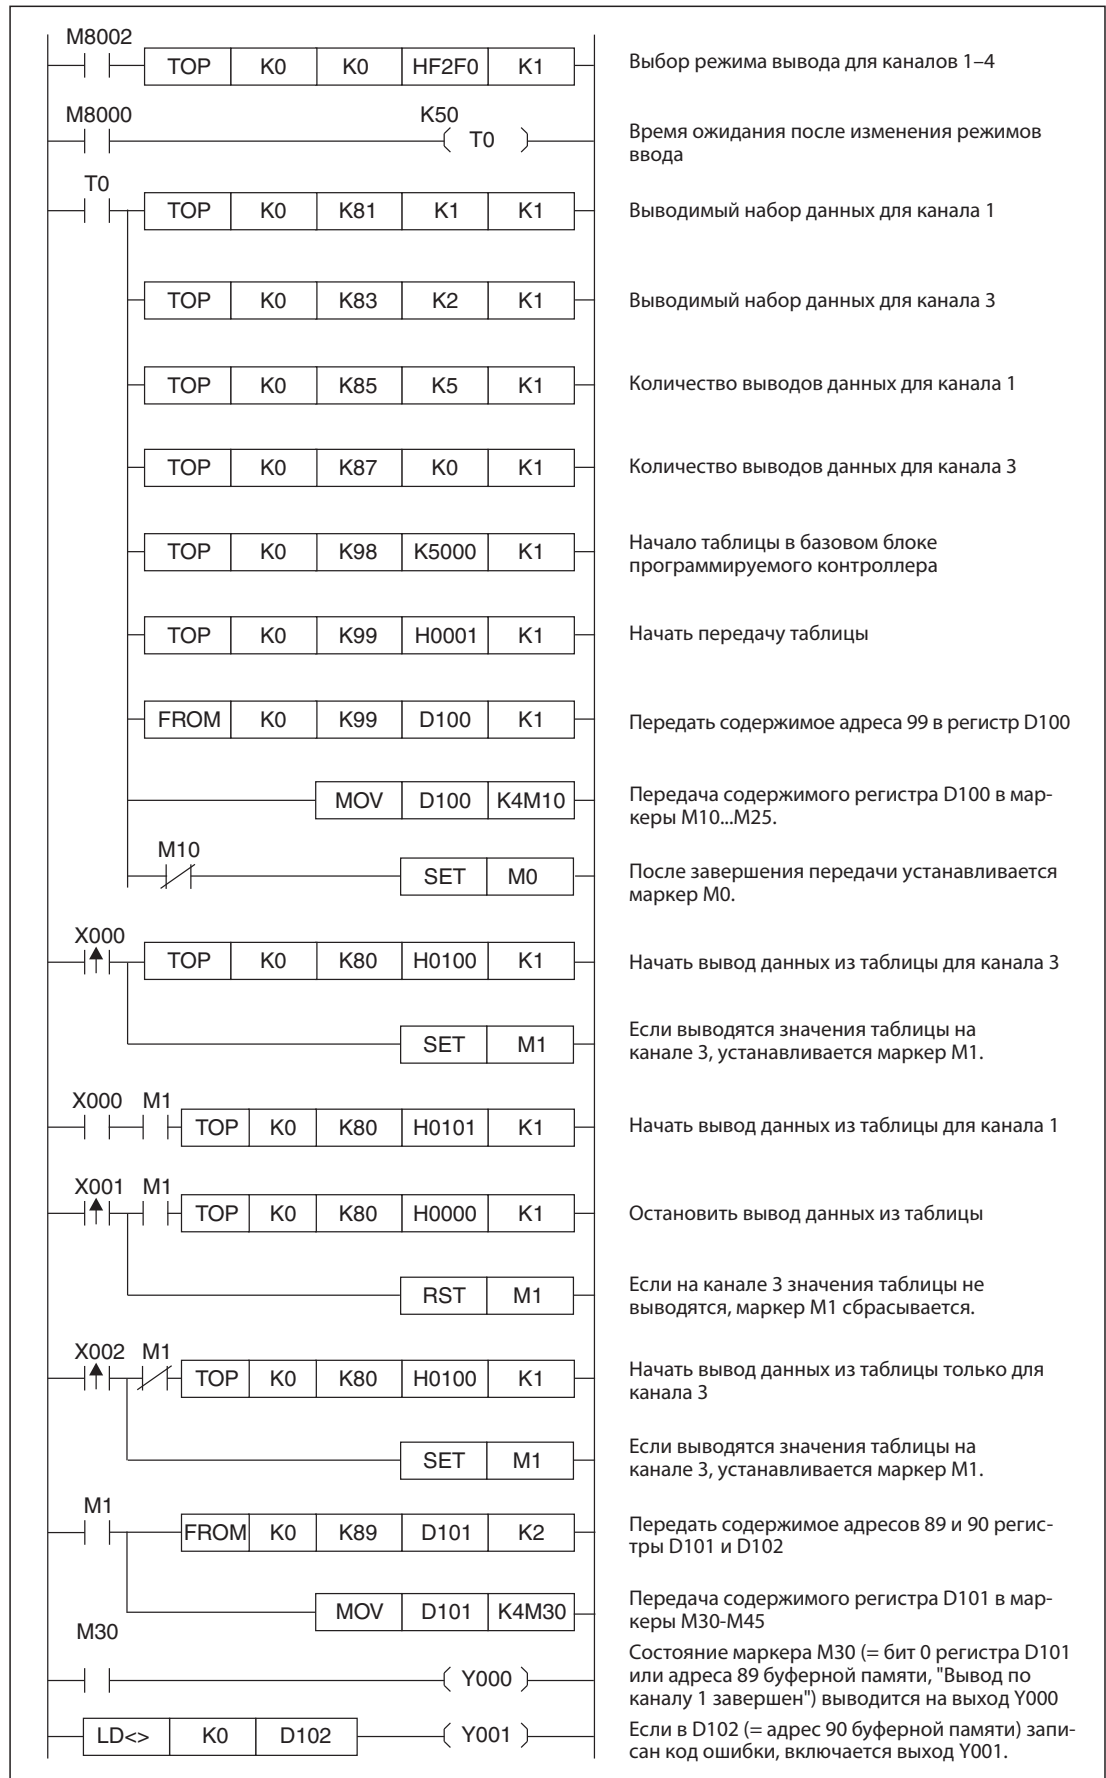 M8002
TOP K0 K0 HF2F0 K1
Выбор режима вывода для каналов 1–4
M8000
K50
T0
Время ожидания после изменения режимов
ввода
T0
TOP K0 K81 K1 K1
Выводимый набор данных для канала 1
TOP K0 K83 K2 K1
Выводимый набор данных для канала 3
TOP K0 K85 K5 K1
Количество выводов данных для канала 1
TOP K0 K87 K0 K1
Количество выводов данных для канала 3
TOP K0 K98 K5000 K1
Начало таблицы в базовом блоке
программируемого контроллера
TOP K0 K99 H0001 K1
Начать передачу таблицы
FROM K0 K99 D100 K1
Передать содержимое адреса 99 в регистр D100
MOV D100 K4M10
Передача содержимого регистра D100 в мар-
керы M10...M25.
M10
SET M0
После завершения передачи устанавливается
маркер M0.
X000
TOP K0 K80 H0100 K1
Начать вывод данных из таблицы для канала 3
SET M1
Если выводятся значения таблицы на
канале 3, устанавливается маркер M1.
X000 M1
TOP K0 K80 H0101 K1
Начать вывод данных из таблицы для канала 1
X001 M1
TOP K0 K80 H0000 K1
Остановить вывод данных из таблицы
RST M1
Если на канале 3 значения таблицы не
выводятся, маркер M1 сбрасывается.
X002 M1
TOP K0 K80 H0100 K1
Начать вывод данных из таблицы только для
канала 3
SET M1
Если выводятся значения таблицы на
канале 3, устанавливается маркер M1.
M1
FROM K0 K89 D101 K2
Передать содержимое адресов 89 и 90 регис-
тры D101 и D102
MOV D101 K4M30
Передача содержимого регистра D101 в мар-
керы M30-M45
M30
Y000
Состояние маркера M30 (= бит 0 регистра D101
или адреса 89 буферной памяти, "Вывод по
каналу 1 завершен") выводится на выход Y000
LD<> K0 D102 Y001
Если в D102 (= адрес 90 буферной памяти) запи-
сан код ошибки, включается выход Y001.